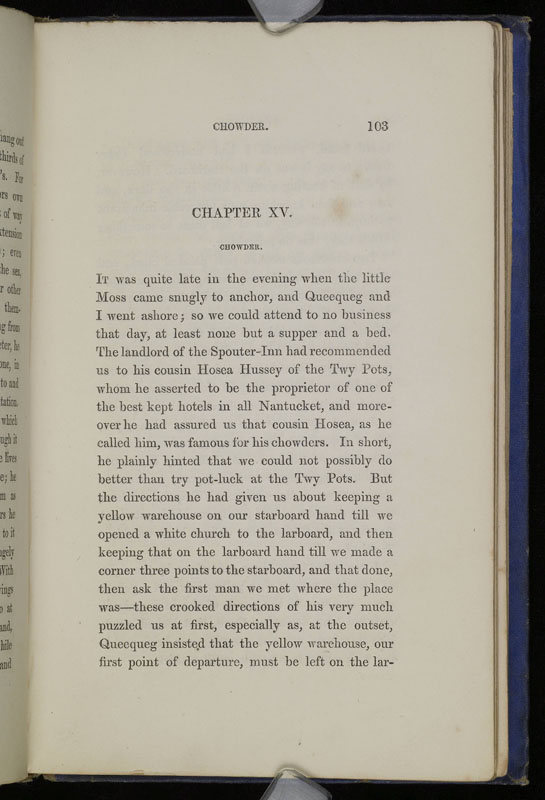 CHOWDER. 103
CHAPTER XV.
CHOWDER.
IT was quite late in the evening when the little
Moss came snugly to anchor, and Queequeg and
I went ashore; so we could attend to no business
that day, at least none but a supper and a bed.
The landlord of the Spouter-Inn had recommended
us to his cousin Hosea Hussey of the Twy Pots,
whom he asserted to be the proprietor of one of
the best kept hotels in all Nantucket, and more-
over he had assured us that cousin Hosea, as he
called him, was famous for his chowders. In short,
he plainly hinted that we could not possibly do
better than try pot-luck at the Twy Pots. But
the directions he had given us about keeping a
yellow warehouse on our starboard hand till we
opened a white church to the larboard, and then
keeping that on the larboard hand till we made a
corner three points to the starboard, and that done,
then ask the first man we met where the place
was—these crooked directions of his very much
puzzled us at first, especially as, at the outset,
Queequeg insisted that the yellow warehouse, our
first point of departure, must be left on the lar-